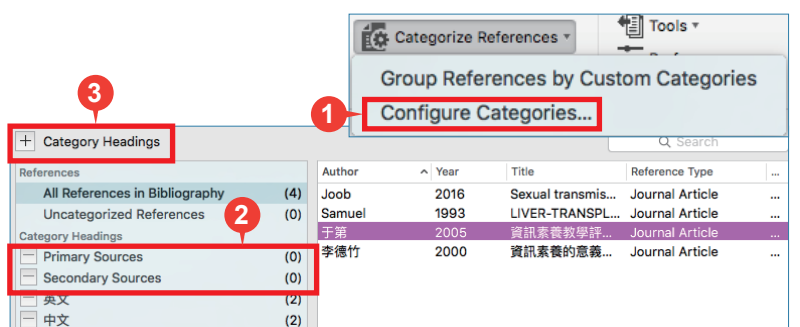 Categorize References
Tools
Group References by Custom Categories
1
Configure Categories...
3
Category Headings
Search
References
All References in Bibliography (4)
Uncategorized References (0)
2
Category Headings
Primary Sources (0)
Secondary Sources (0)
英文 (2)
中文 (2)
Author Year Title Reference Type ...
Joob 2016 Sexual transmis... Journal Article ...
Samuel 1993 LIVER-TRANSPL... Journal Article ...
于第 2005 資訊素養教學評... Journal Article ...
李德竹 2000 資訊素養的意義... Journal Article ...